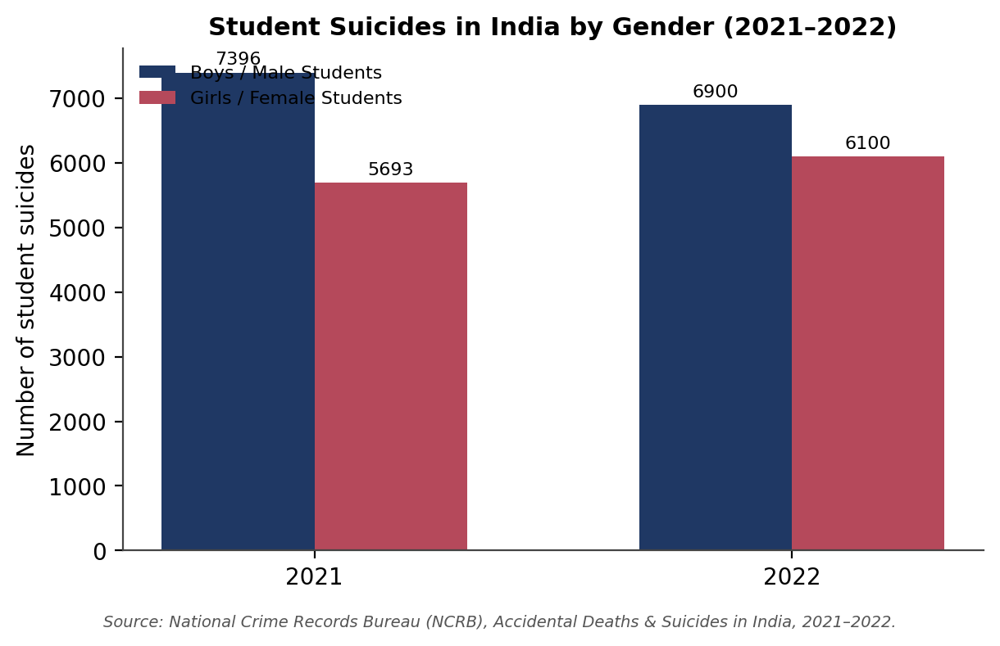 Student Suicides in India by Gender (2021–2022)
7396
Boys / Male Students
Girls / Female Students
5693
6900
6100
Number of student suicides
7000
6000
5000
4000
3000
2000
1000
0
2021
2022
Source: National Crime Records Bureau (NCRB), Accidental Deaths & Suicides in India, 2021–2022.